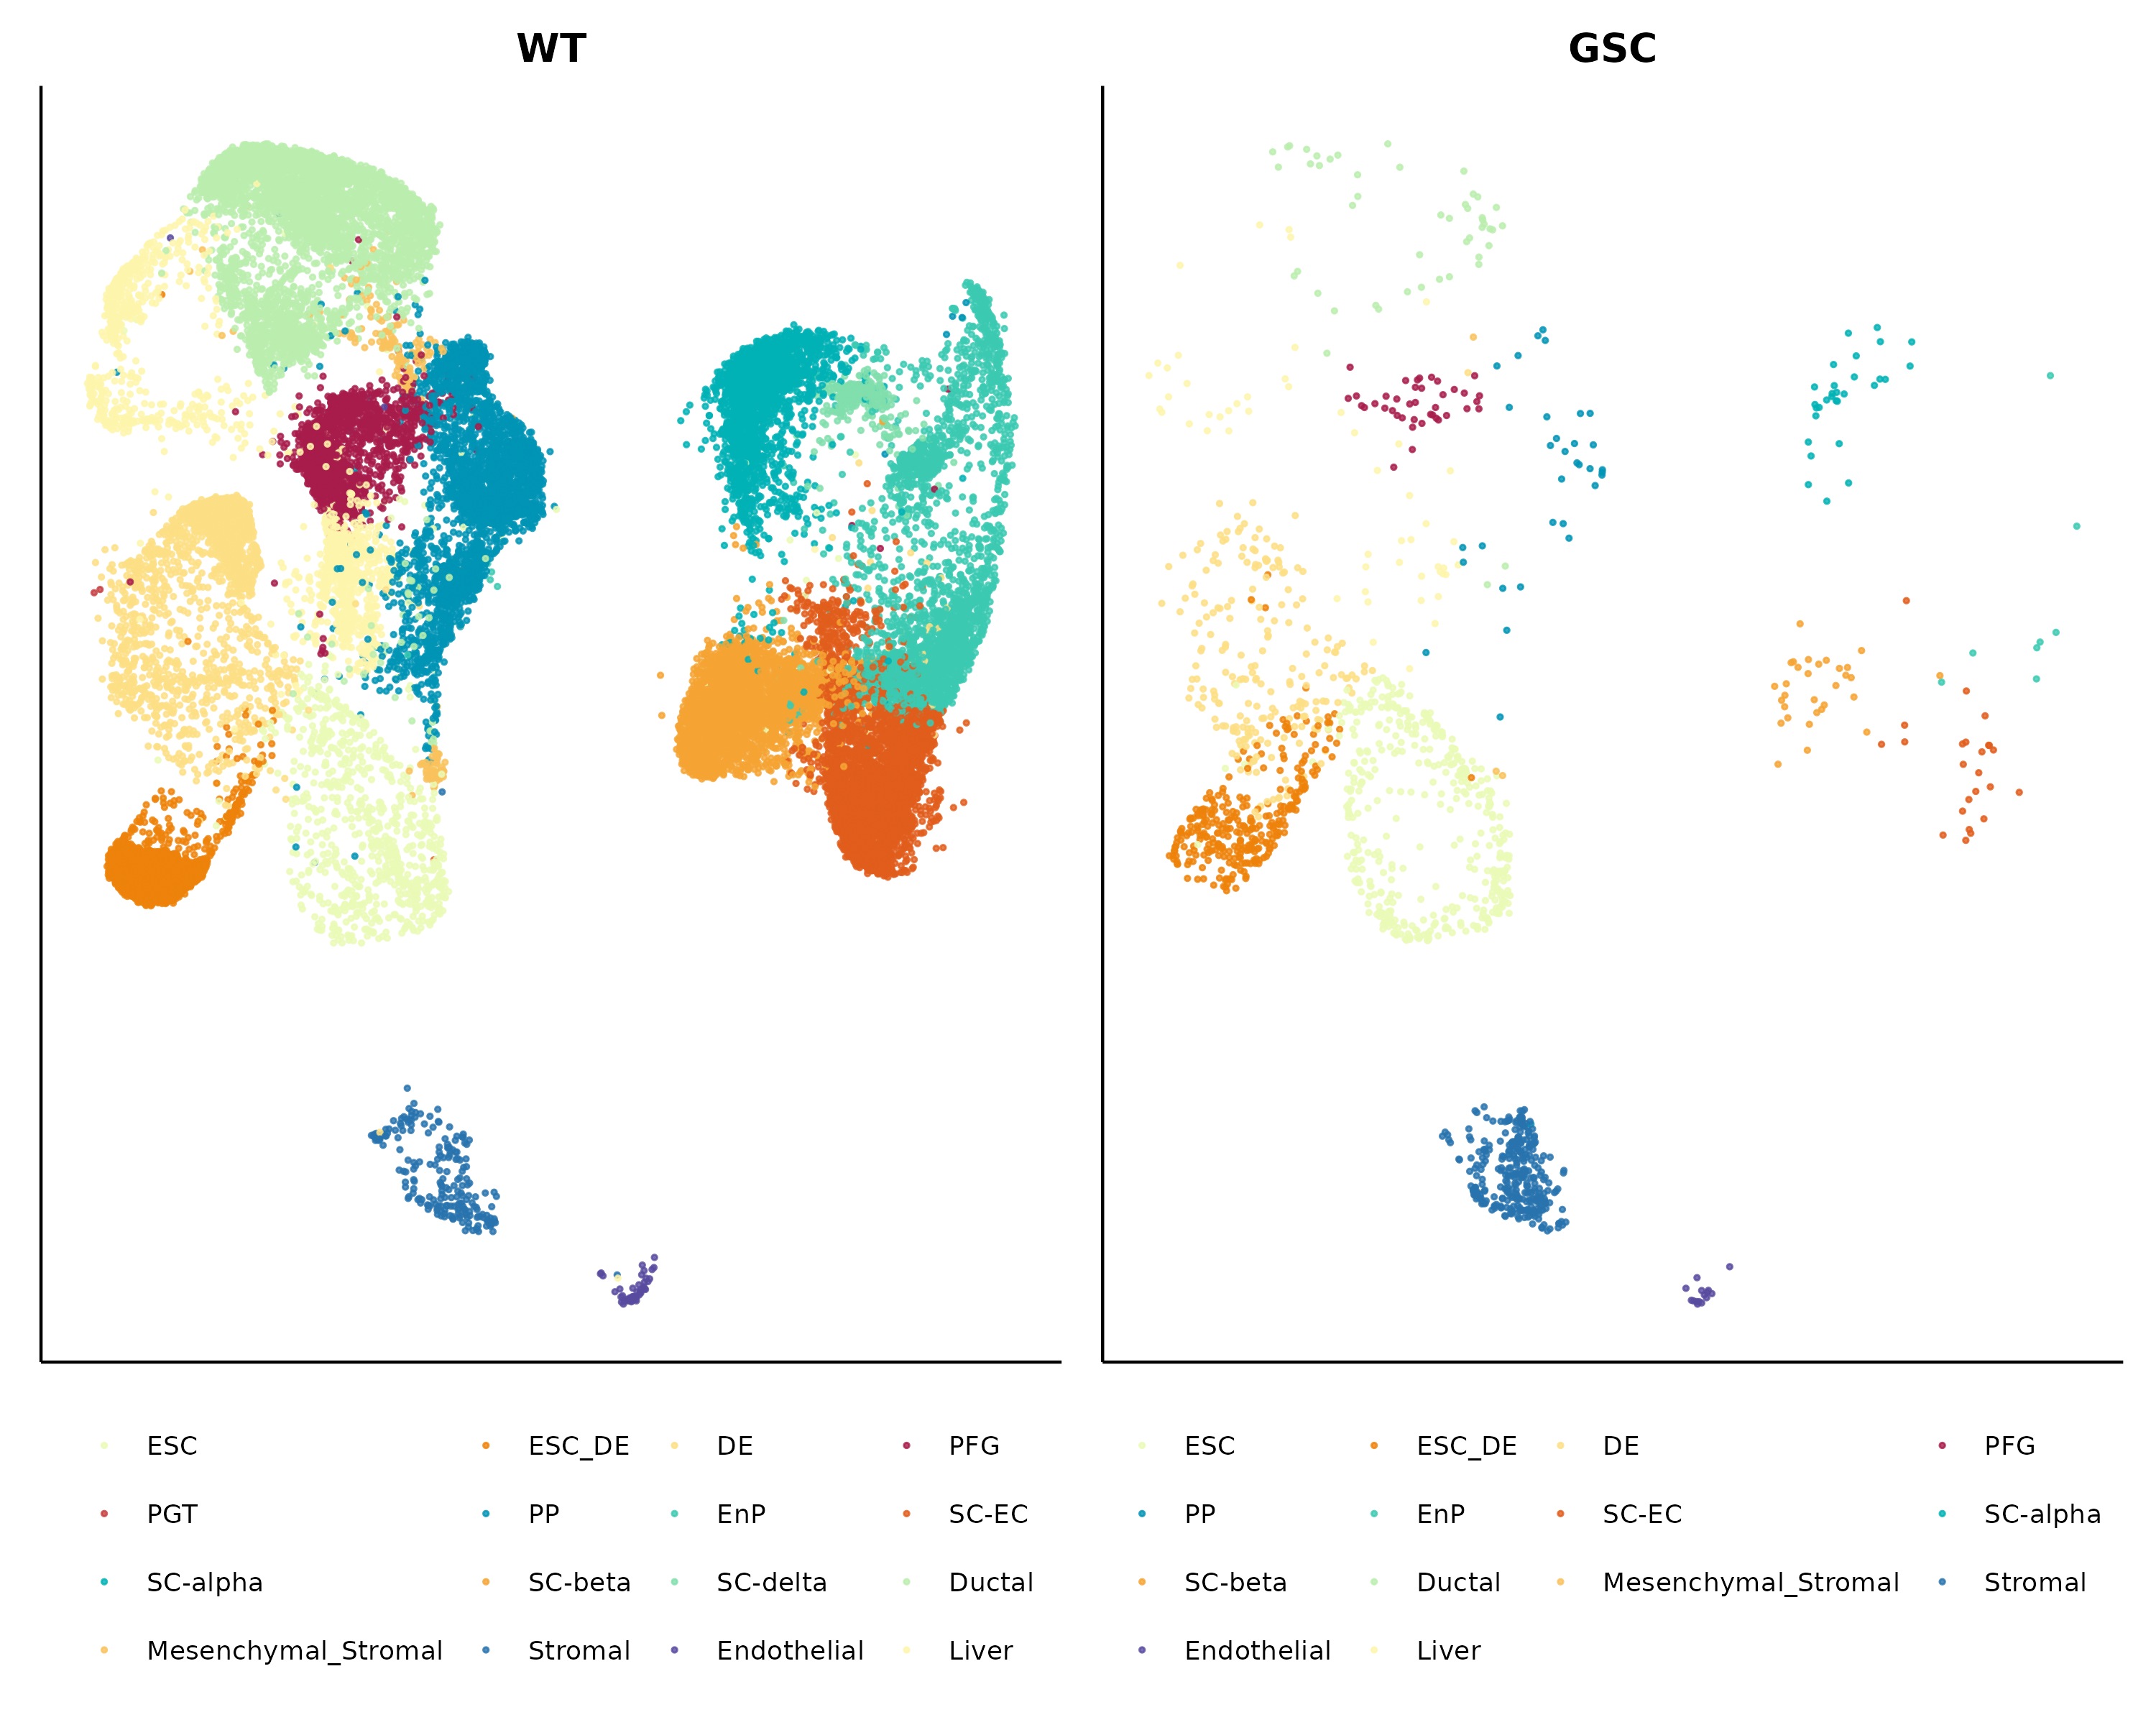 WT
GSC
ESC ESC_DE DE PFG
PGT PP EnP SC-EC
SC-alpha SC-beta SC-delta Ductal
Mesenchymal_Stromal Stromal Endothelial Liver
ESC ESC_DE DE PFG
PP EnP SC-EC SC-alpha
SC-beta Ductal Mesenchymal_Stromal Stromal
Endothelial Liver